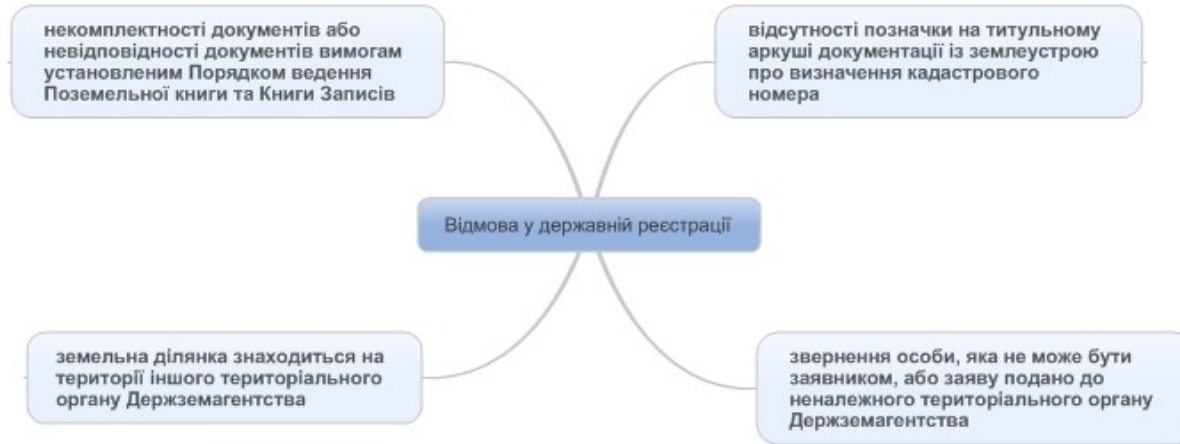 некомплектності документів або
невідповідності документів вимогам
установленим Порядком ведення
Поземельної книги та Книги Записів
відсутності позначки на титульному
аркуші документації із землеустрою
про визначення кадастрового
номера
Відмова у державній реєстрації
земельна ділянка знаходиться на
території іншого територіального
органу Держземагентства
звернення особи, яка не може бути
заявником, або заяву подано до
неналежного територіального органу
Держземагентства